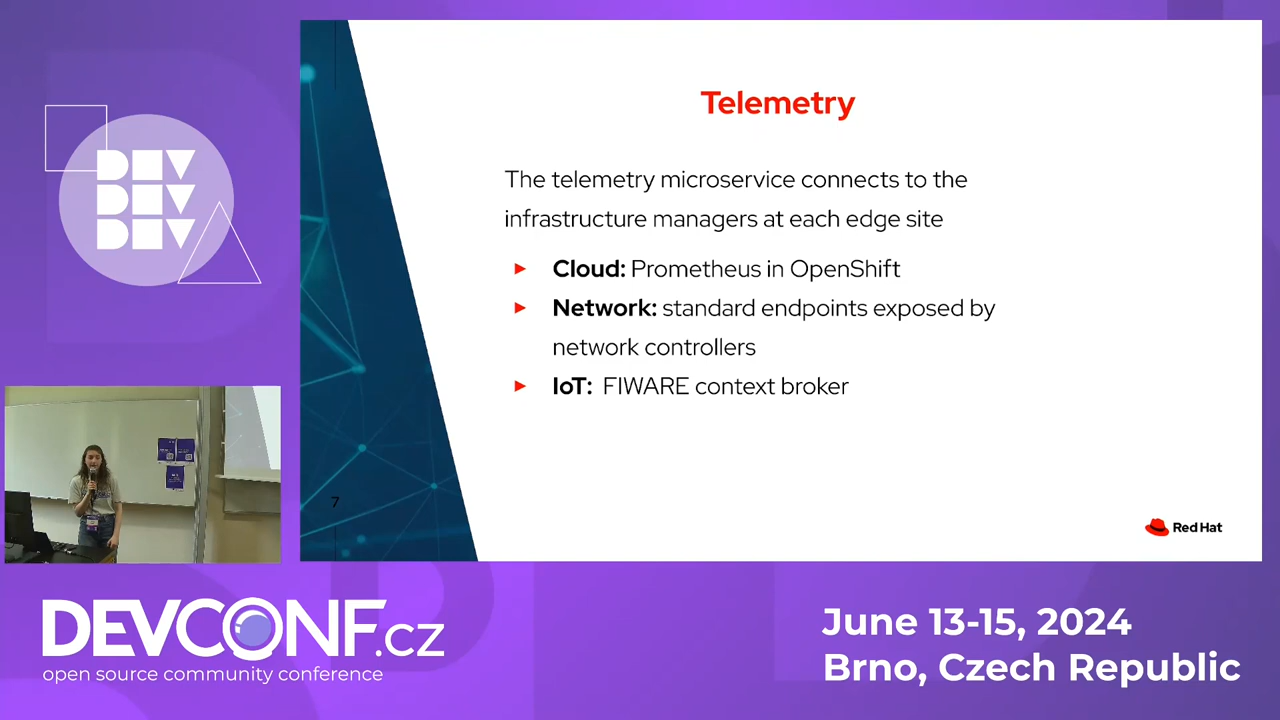 DEV
DEV
DEV
Telemetry
The telemetry microservice connects to the
infrastructure managers at each edge site
► Cloud: Prometheus in OpenShift
► Network: standard endpoints exposed by
network controllers
► IoT: FIWARE context broker
7
Red Hat
DEVCONF.cz
open source community conference
June 13-15, 2024
Brno, Czech Republic